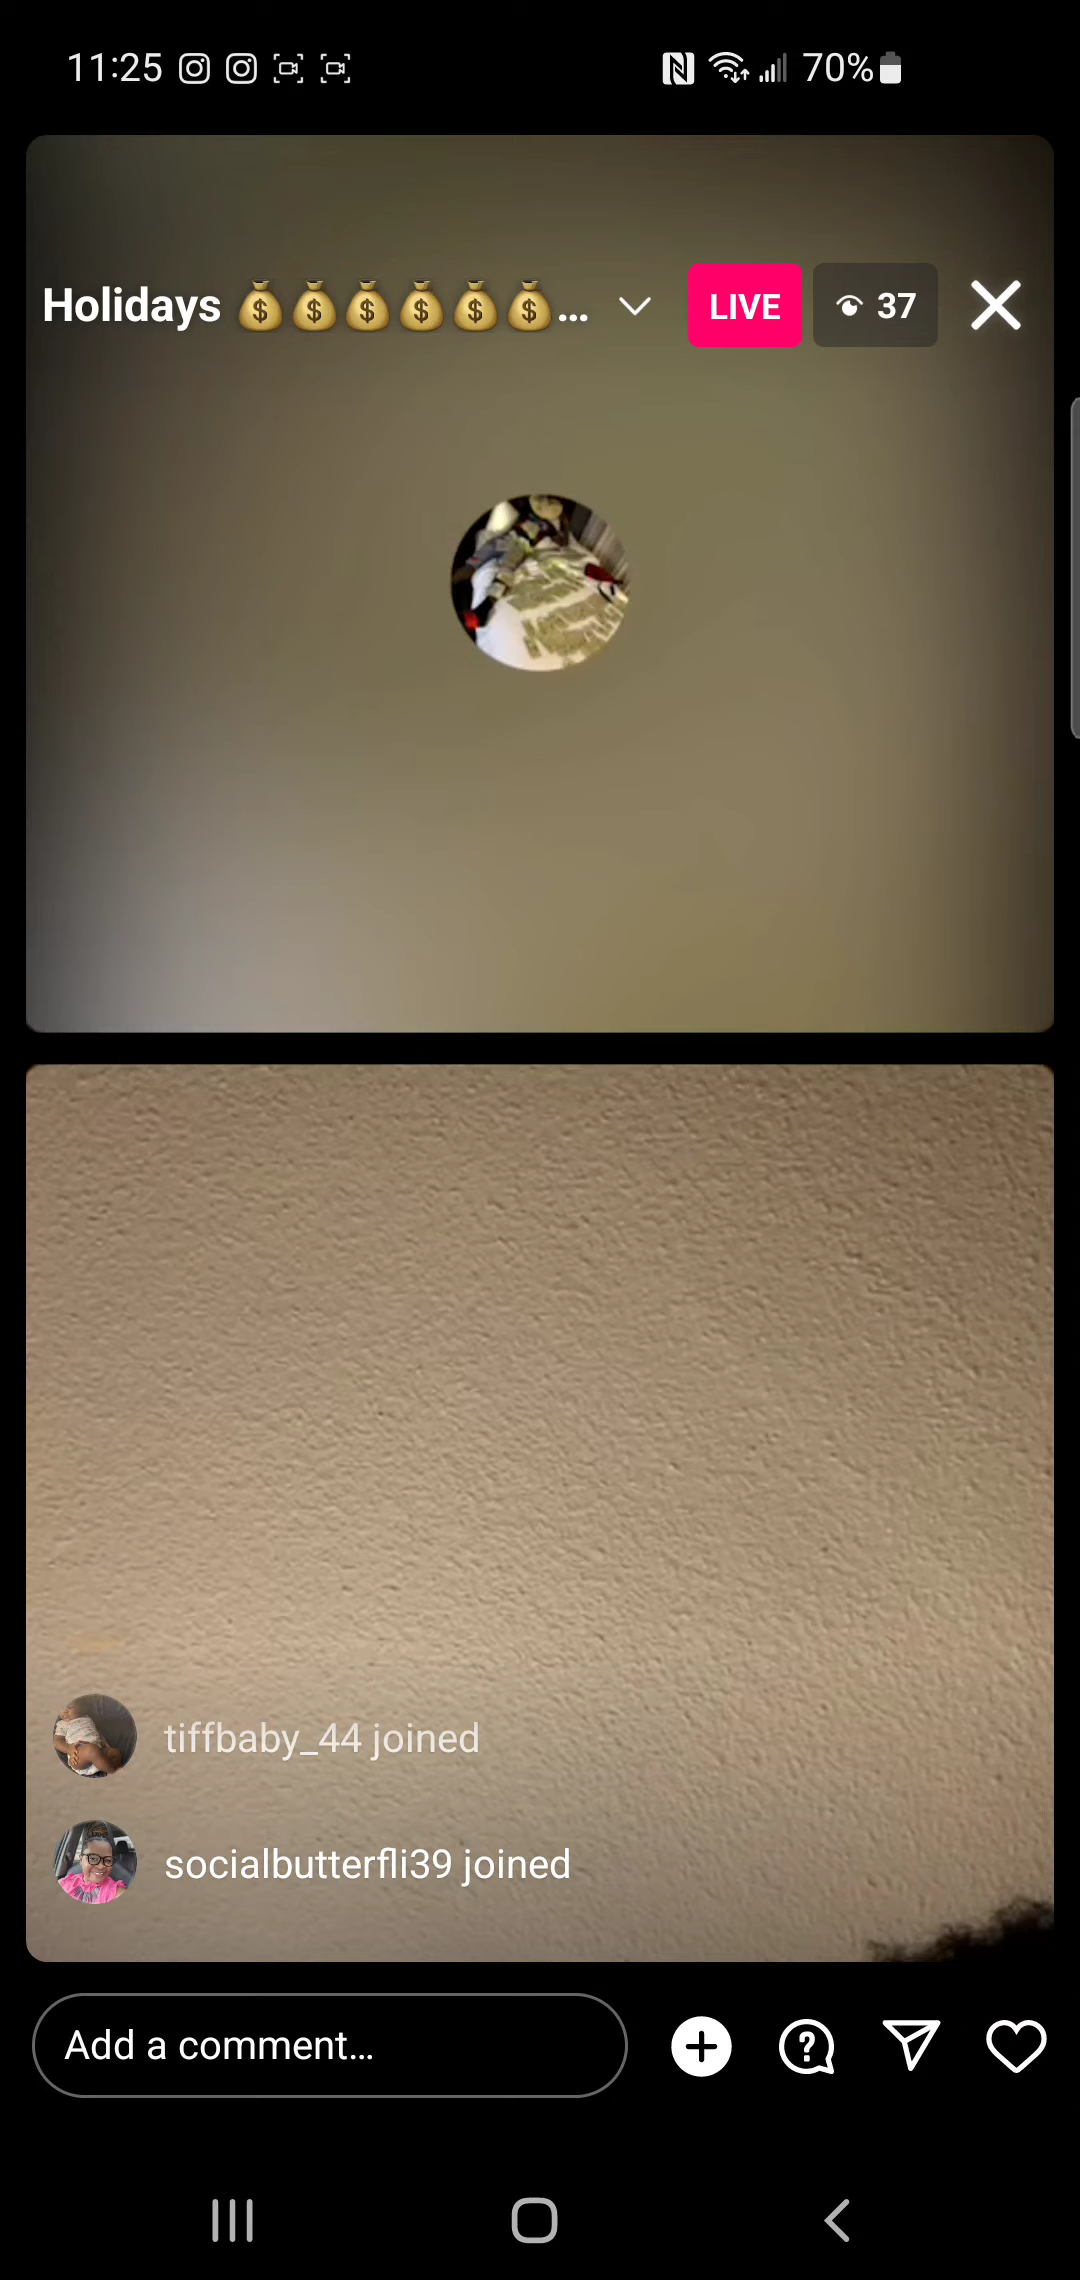 11:25 70%
Holidays 💰💰💰💰💰💰... LIVE 37
tiffbaby_44 joined
socialbutterfli39 joined
Add a comment...